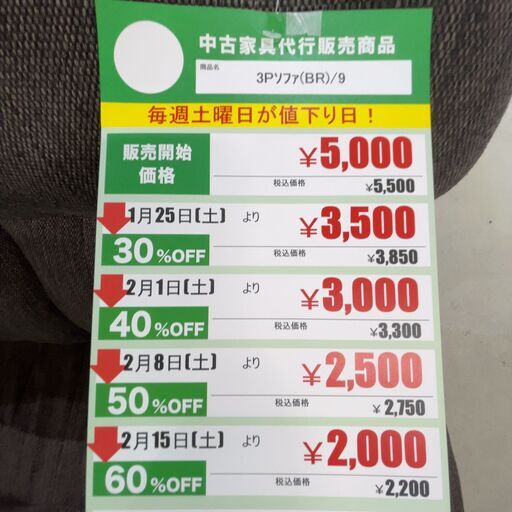 中古家具代行販売商品
商品名
3Pソファ(BR)/9
毎週土曜日が値下り日！
販売開始
価格
¥5,000
税込価格 ¥5,500
1月25日(土) より
¥3,500
30%OFF
税込価格 ¥3,850
2月1日(土) より
¥3,000
40%OFF
税込価格 ¥3,300
2月8日(土) より
¥2,500
50%OFF
税込価格 ¥2,750
2月15日(土) より
¥2,000
60%OFF
税込価格 ¥2,200